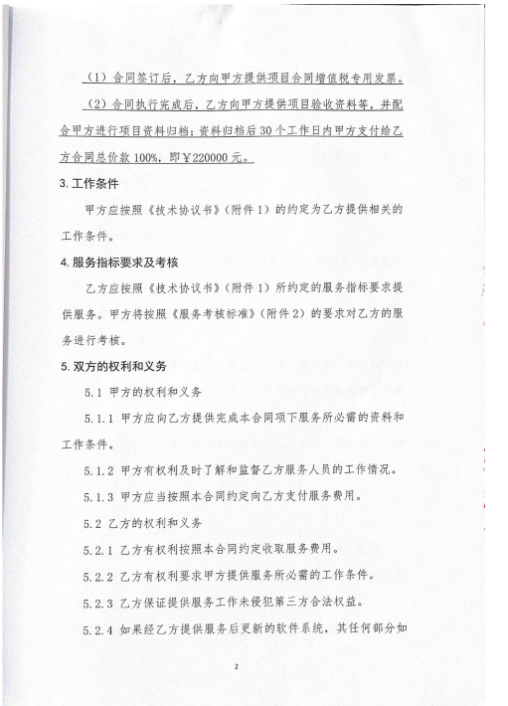 （1）合同签订后，乙方向甲方提供项目合同增值税专用发票。
（2）合同执行完成后，乙方向甲方提供项目验收资料等，并配
合甲方进行项目资料归档；资料归档后30个工作日内甲方支付给乙
方合同总价款100%，即￥220000元。
3.工作条件
甲方应按照《技术协议书》（附件1）的约定为乙方提供相关的
工作条件。
4.服务指标要求及考核
乙方应按照《技术协议书》（附件1）所约定的服务指标要求提
供服务。甲方将按照《服务考核标准》（附件2）的要求对乙方的服
务进行考核。
5.双方的权利和义务
5.1 甲方的权利和义务
5.1.1 甲方应向乙方提供完成本合同项下服务所必需的资料和
工作条件。
5.1.2 甲方有权利及时了解和监督乙方服务人员的工作情况。
5.1.3 甲方应当按照本合同约定向乙方支付服务费用。
5.2 乙方的权利和义务
5.2.1 乙方有权利按照本合同约定收取服务费用。
5.2.2 乙方有权利要求甲方提供服务所必需的工作条件。
5.2.3 乙方保证提供服务工作未侵犯第三方合法权益。
5.2.4 如果经乙方提供服务后更新的软件系统，其任何部分如
2